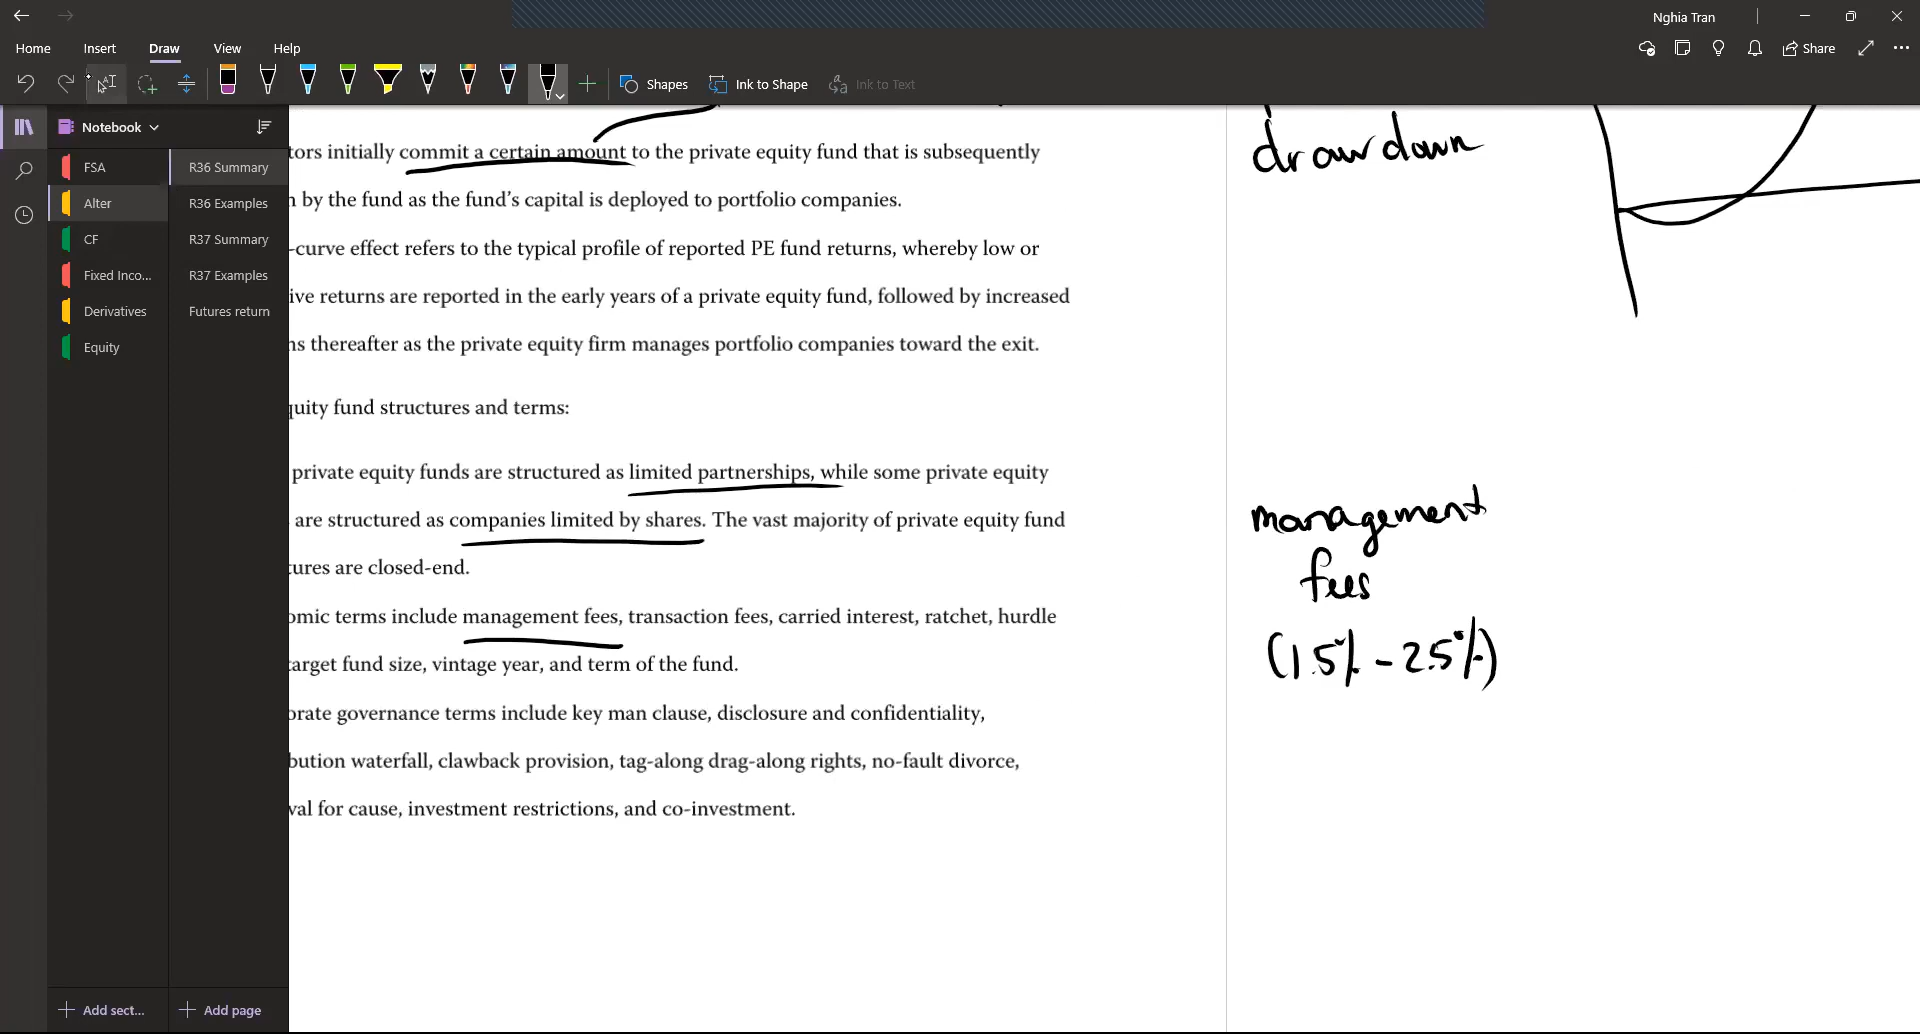 Nghia Tran
Home Insert Draw View Help
Share
Shapes Ink to Shape Ink to Text
Notebook
FSA
Alter
CF
Fixed Inco...
Derivatives
Equity
R36 Summary
R36 Examples
R37 Summary
R37 Examples
Futures return
Add sect...
Add page
tors initially commit a certain amount to the private equity fund that is subsequently
n by the fund as the fund's capital is deployed to portfolio companies.
-curve effect refers to the typical profile of reported PE fund returns, whereby low or
ive returns are reported in the early years of a private equity fund, followed by increased
ns thereafter as the private equity firm manages portfolio companies toward the exit.
quity fund structures and terms:
private equity funds are structured as limited partnerships, while some private equity
are structured as companies limited by shares. The vast majority of private equity fund
tures are closed-end.
omic terms include management fees, transaction fees, carried interest, ratchet, hurdle
target fund size, vintage year, and term of the fund.
orate governance terms include key man clause, disclosure and confidentiality,
bution waterfall, clawback provision, tag-along drag-along rights, no-fault divorce,
val for cause, investment restrictions, and co-investment.
drawdown
management
fees
(1.5% - 2.5%)